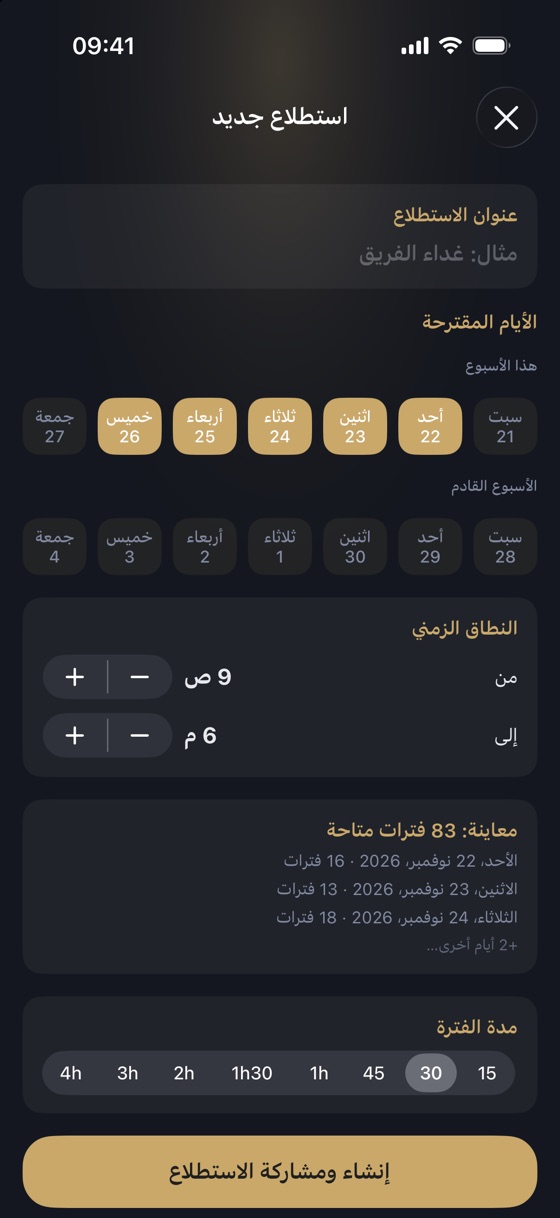 09:41
استطلاع جديد
عنوان الاستطلاع
مثال: غداء الفريق
الأيام المقترحة
هذا الأسبوع
سبت أحد اثنين ثلاثاء أربعاء خميس جمعة
21 22 23 24 25 26 27
الأسبوع القادم
سبت أحد اثنين ثلاثاء أربعاء خميس جمعة
28 29 30 1 2 3 4
النطاق الزمني
من 9 ص − +
إلى 6 م − +
معاينة: 83 فترات متاحة
الأحد، 22 نوفمبر، 2026 · 16 فترات
الاثنين، 23 نوفمبر، 2026 · 13 فترات
الثلاثاء، 24 نوفمبر، 2026 · 18 فترات
+2 أيام أخرى...
مدة الفترة
15 30 45 1h 1h30 2h 3h 4h
إنشاء ومشاركة الاستطلاع